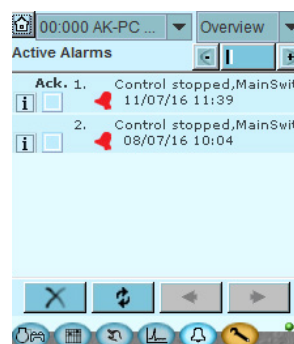 00:000 AK-PC ... Overview
Active Alarms
Ack. 1. Control stopped,MainSwit
11/07/16 11:39
2. Control stopped,MainSwit
08/07/16 10:04